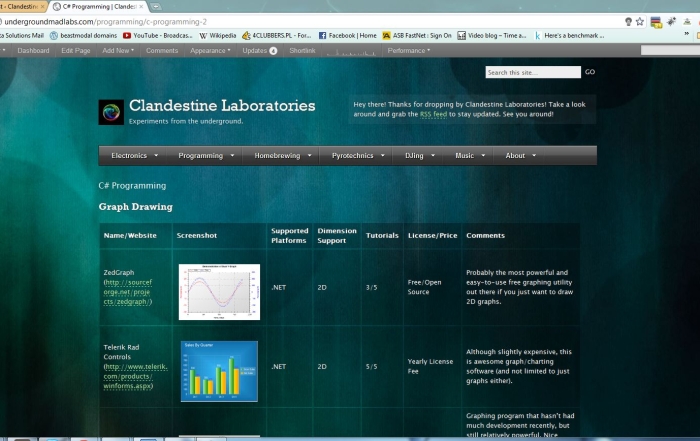 t - Clandestin
C# Programming | Clandest
undergroundmadlabs.com/programming/c-programming-2
a Solutions Mail
beastmodal domains
YouTube - Broadcas...
Wikipedia
4CLUBBERS.PL - For...
Facebook | Home
ASB FastNet : Sign On
Video blog ~ Time a...
Here's a benchmark ...
Dashboard
Edit Page
Add New
Comments
Appearance
Updates 4
Shortlink
Performance
Search this site...
GO
Clandestine Laboratories
Experiments from the underground.
Hey there! Thanks for dropping by Clandestine Laboratories! Take a look
around and grab the RSS feed to stay updated. See you around!
Electronics
Programming
Homebrewing
Pyrotechnics
DJing
Music
About
C# Programming
Graph Drawing
Name/Website
Screenshot
Supported
Platforms
Dimension
Support
Tutorials
License/Price
Comments
ZedGraph
(http://sourcef
orge.net/proje
cts/zedgraph/)
.NET
2D
3/5
Free/Open
Source
Probably the most powerful and
easy-to-use free graphing utility
out there if you just want to draw
2D graphs.
Telerik Rad
Controls
(http://www.telerik.
com/products/
winforms.aspx)
Sales By Quarter
.NET
2D
5/5
Yearly License
Fee
Although slightly expensive, this
is awesome graph/charting
software (and not limited to just
graphs either).
Graphing program that hasn't had
much development recently, but
still relatively powerful. Nice